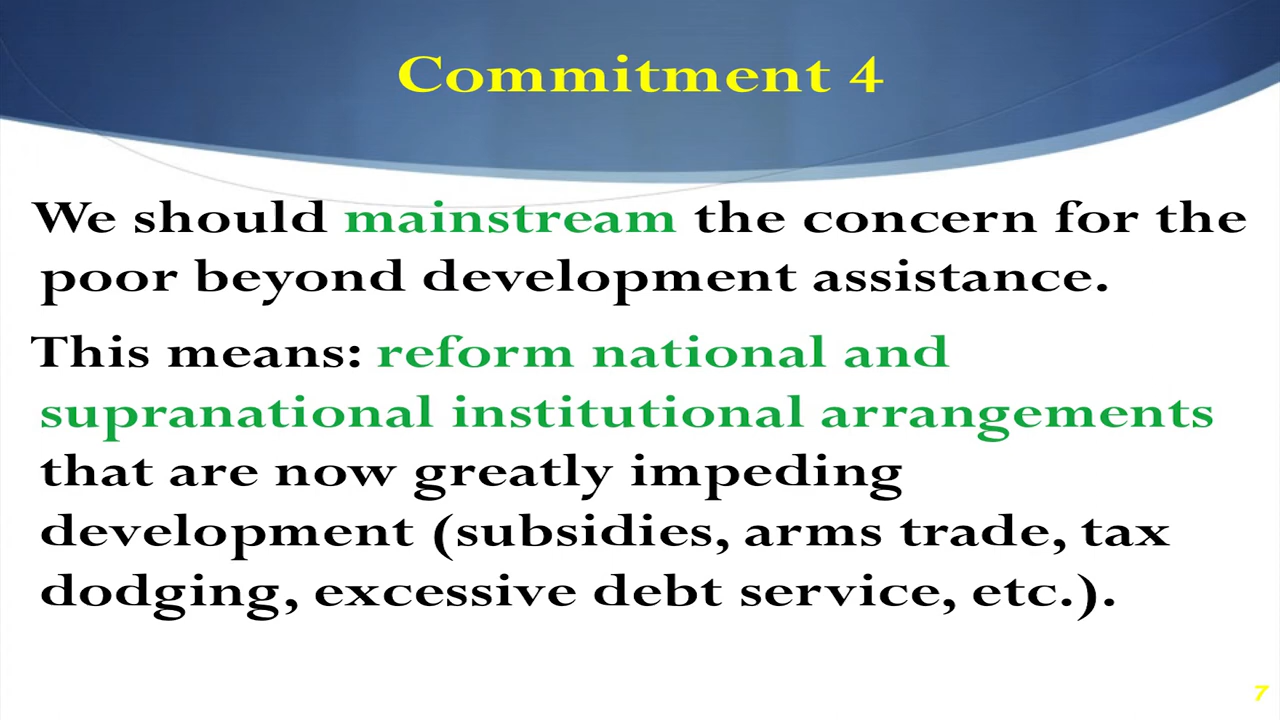 Commitment 4
We should mainstream the concern for the
poor beyond development assistance.
This means: reform national and
supranational institutional arrangements
that are now greatly impeding
development (subsidies, arms trade, tax
dodging, excessive debt service, etc.).
7